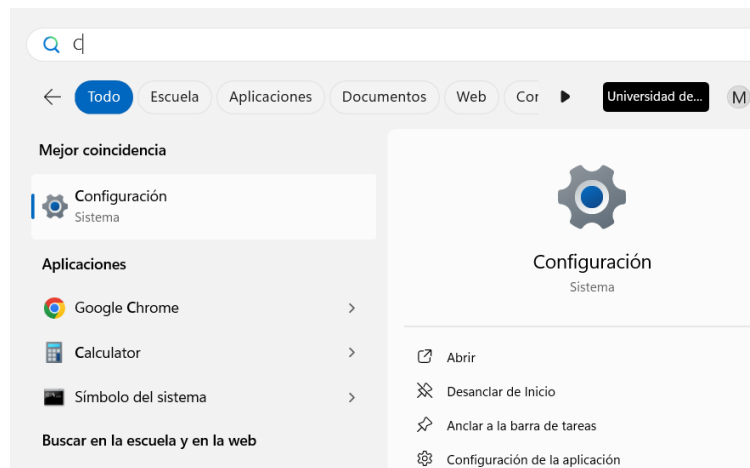 C
Todo Escuela Aplicaciones Documentos Web Cor Universidad de... M
Mejor coincidencia
Configuración
Sistema
Aplicaciones
Google Chrome
Calculator
Símbolo del sistema
Buscar en la escuela y en la web
Configuración
Sistema
Abrir
Desanclar de Inicio
Anclar a la barra de tareas
Configuración de la aplicación